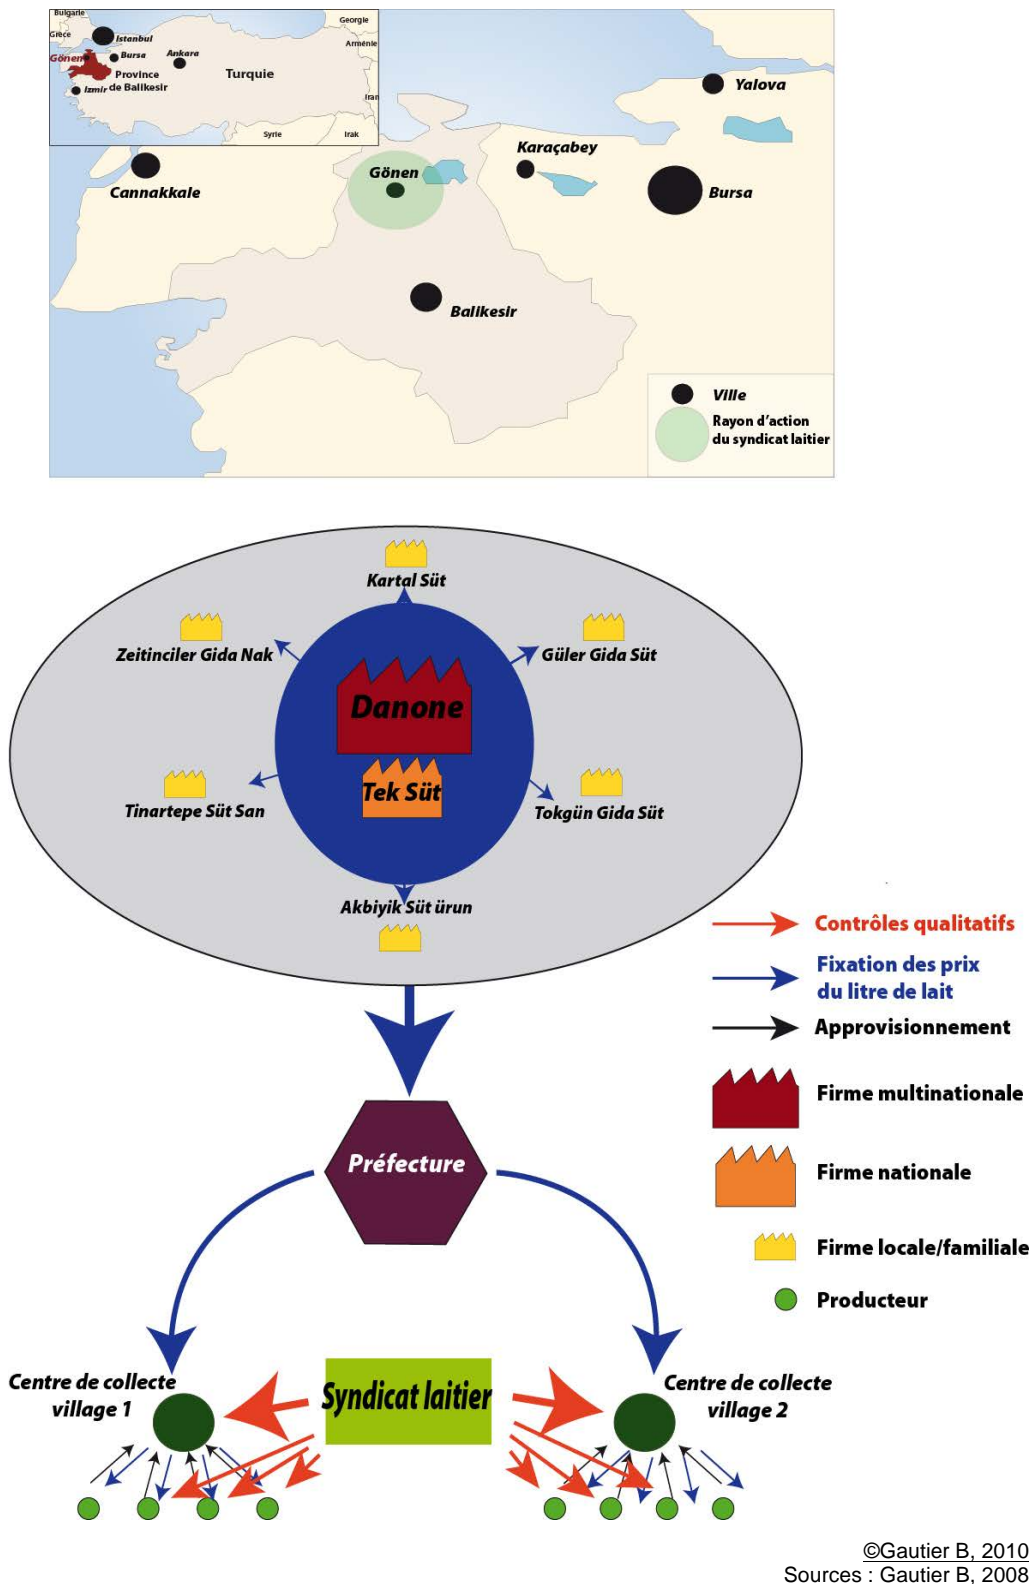 Bulgarie
Grèce
Istanbul
Georgie
Arménie
Gönen
Bursa
Ankara
Turquie
Province
de Balikesir
Izmir
Iran
Syrie
Irak
Yalova
Karaçabey
Cannakkale
Gönen
Bursa
Balikesir
Ville
Rayon d'action
du syndicat laitier
Kartal Süt
Zeitinciler Gida Nak
Güler Gida Süt
Danone
Tek Süt
Tinartepe Süt San
Tokgün Gida Süt
Akbiyik Süt ürun
Contrôles qualitatifs
Fixation des prix
du litre de lait
Approvisionnement
Firme multinationale
Préfecture
Firme nationale
Firme locale/familiale
Producteur
Centre de collecte
village 1
Syndicat laitier
Centre de collecte
village 2
©Gautier B, 2010
Sources : Gautier B, 2008